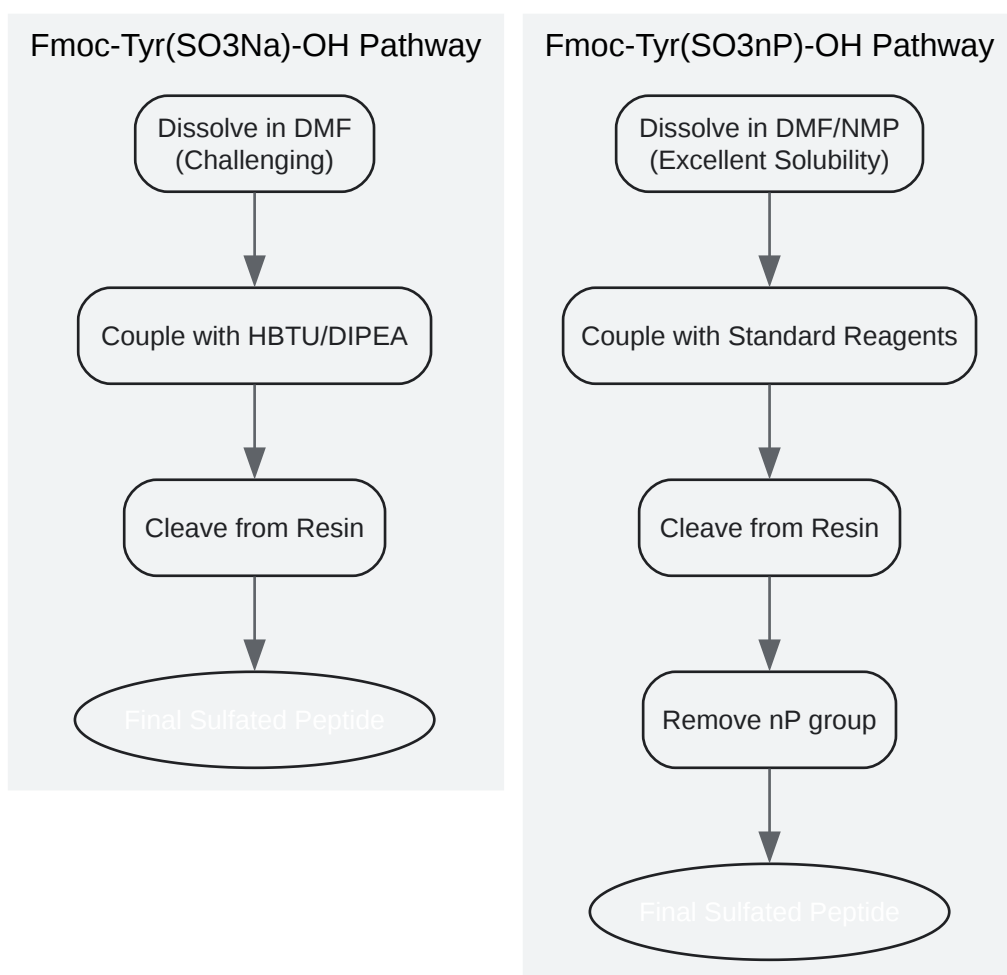 Fmoc-Tyr(SO3Na)-OH Pathway
Dissolve in DMF
(Challenging)
Couple with HBTU/DIPEA
Cleave from Resin
Final Sulfated Peptide
Fmoc-Tyr(SO3nP)-OH Pathway
Dissolve in DMF/NMP
(Excellent Solubility)
Couple with Standard Reagents
Cleave from Resin
Remove nP group
Final Sulfated Peptide